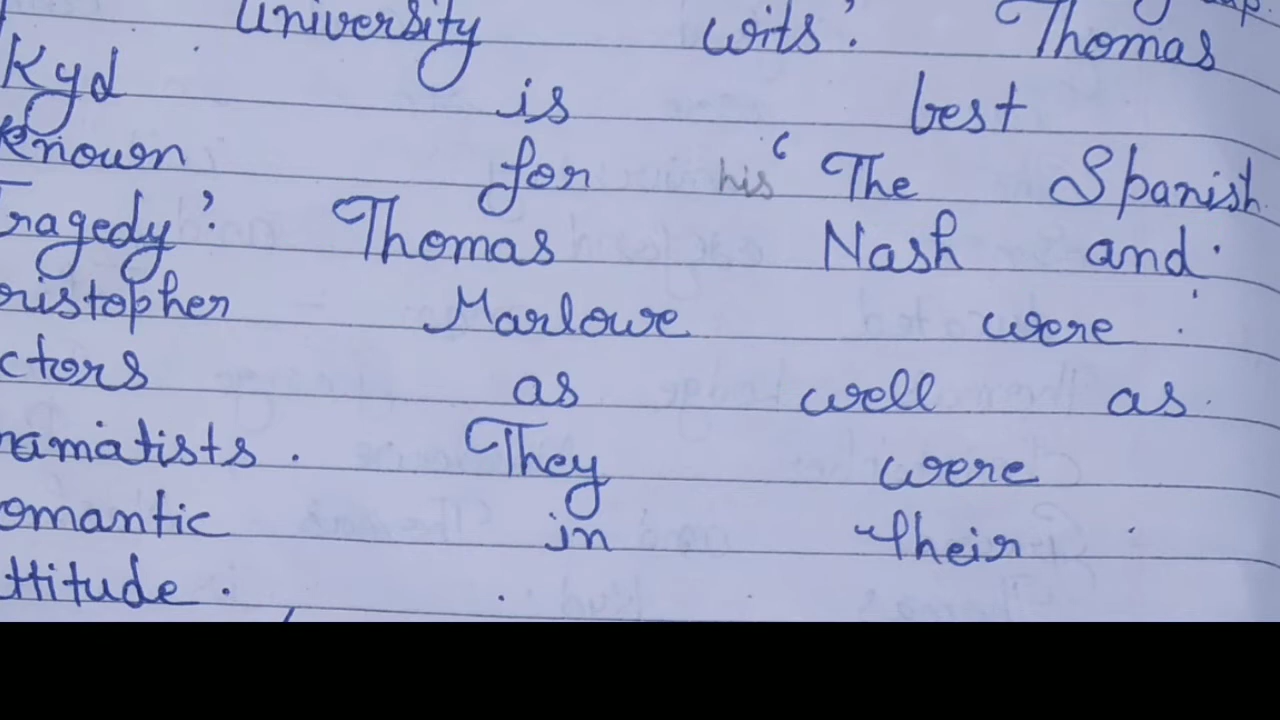 University wits'. Thomas
Kyd is best
known for his 'The Spanish
Tragedy'. Thomas Nash and
ristopher Marlowe were
ctors as well as
ramatists. They were
omantic in their
ttitude.